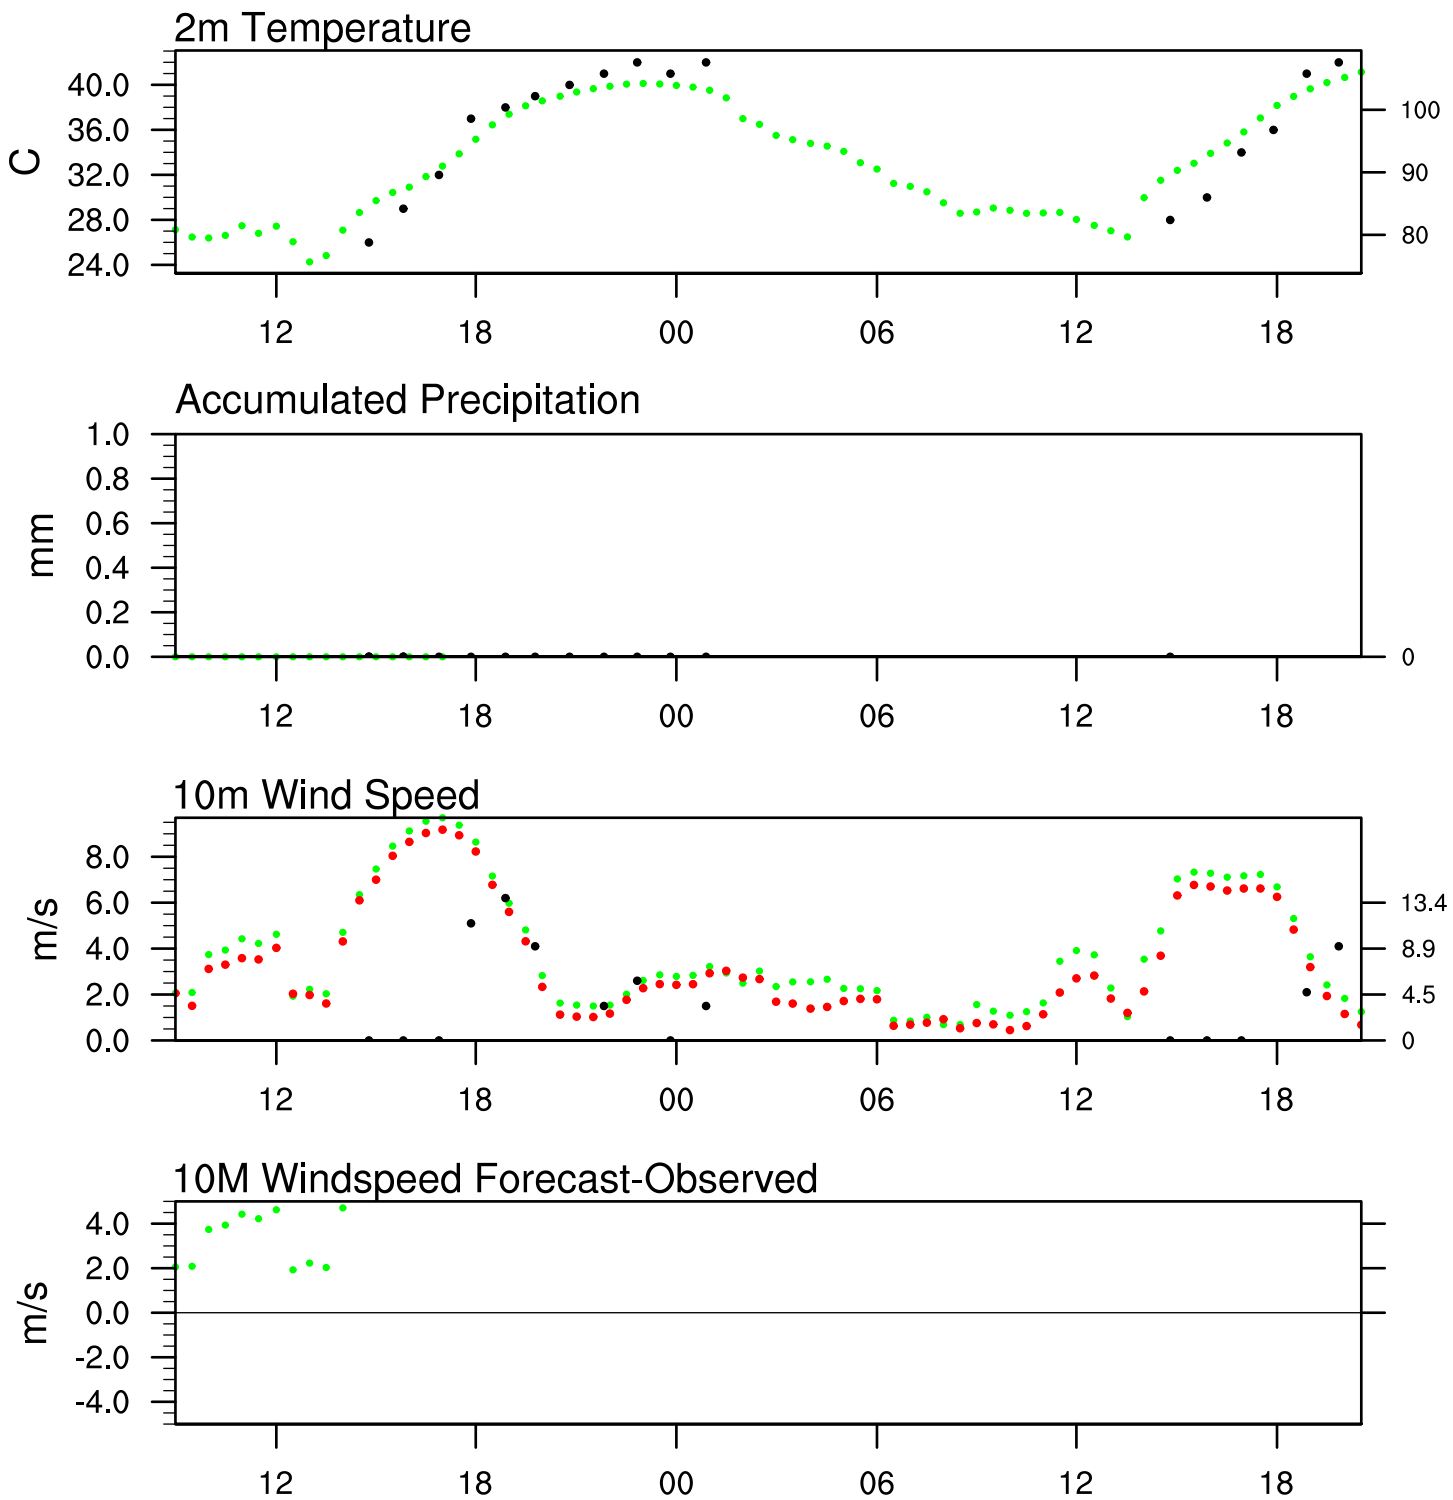 2m Temperature
C
40.0
36.0
32.0
28.0
24.0
100
90
80
12 18 00 06 12 18
Accumulated Precipitation
mm
1.0
0.8
0.6
0.4
0.2
0.0
0
12 18 00 06 12 18
10m Wind Speed
m/s
8.0
6.0
4.0
2.0
0.0
13.4
8.9
4.5
0
12 18 00 06 12 18
10M Windspeed Forecast-Observed
m/s
4.0
2.0
0.0
-2.0
-4.0
12 18 00 06 12 18